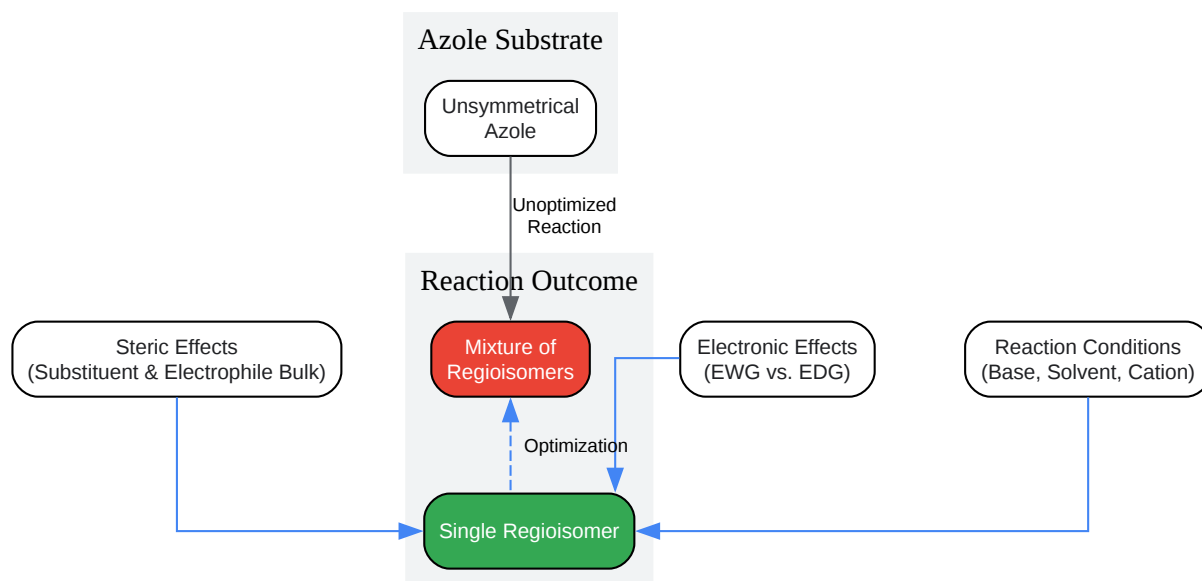 Azole Substrate
Unsymmetrical
Azole
Unoptimized
Reaction
Reaction Outcome
Steric Effects
(Substituent & Electrophile Bulk)
Mixture of
Regioisomers
Electronic Effects
(EWG vs. EDG)
Reaction Conditions
(Base, Solvent, Cation)
Optimization
Single Regioisomer